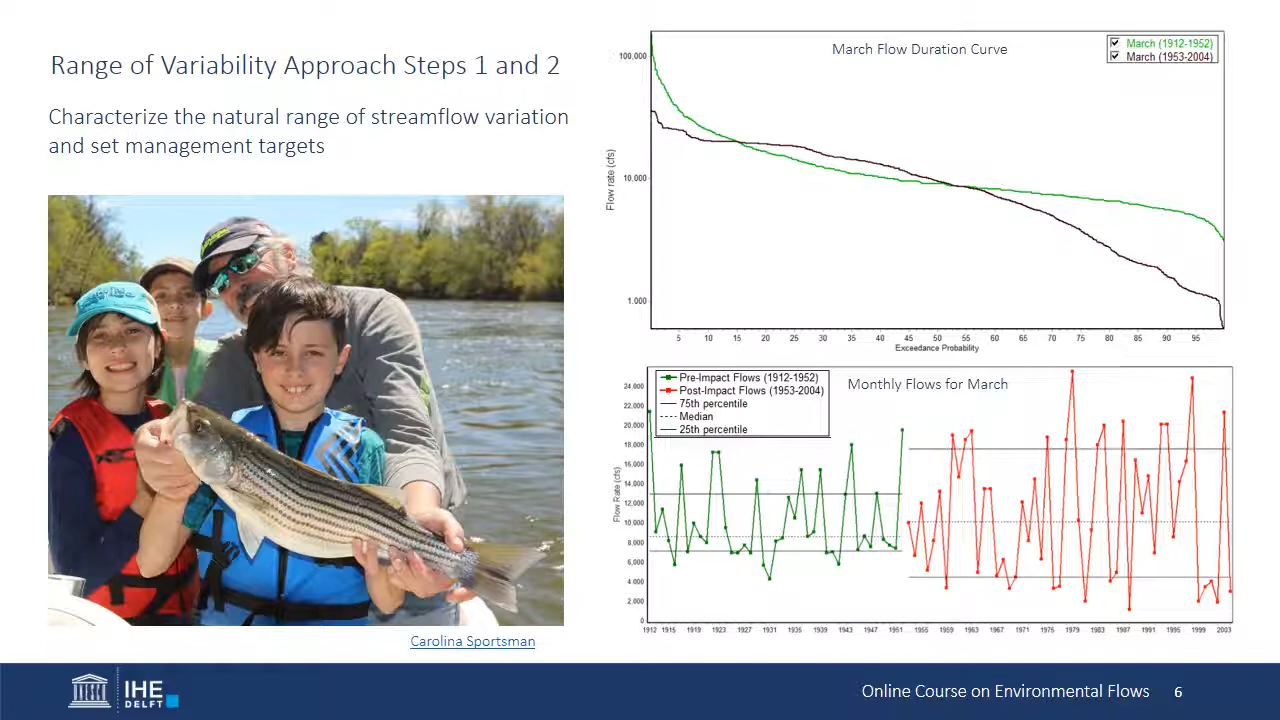 Range of Variability Approach Steps 1 and 2
Characterize the natural range of streamflow variation
and set management targets
Carolina Sportsman
March Flow Duration Curve
March (1912-1952)
March (1953-2004)
Flow rate (cfs)
100,000
10,000
1.000
5 10 15 20 25 30 35 40 45 50 55 60 65 70 75 80 85 90 95
Exceedance Probability
Monthly Flows for March
Pre-Impact Flows (1912-1952)
Post-Impact Flows (1953-2004)
75th percentile
Median
25th percentile
Flow Rate (cfs)
24,000
22,000
20,000
18,000
16,000
14,000
12,000
10,000
8,000
6,000
4 000
2,000
0
1912 1915 1919 1923 1927 1931 1935 1939 1943 1947 1951 1955 1959 1963 1967 1971 1975 1979 1983 1987 1991 1995 1999 2003
UNESCO
IHE
DELFT
Online Course on Environmental Flows 6